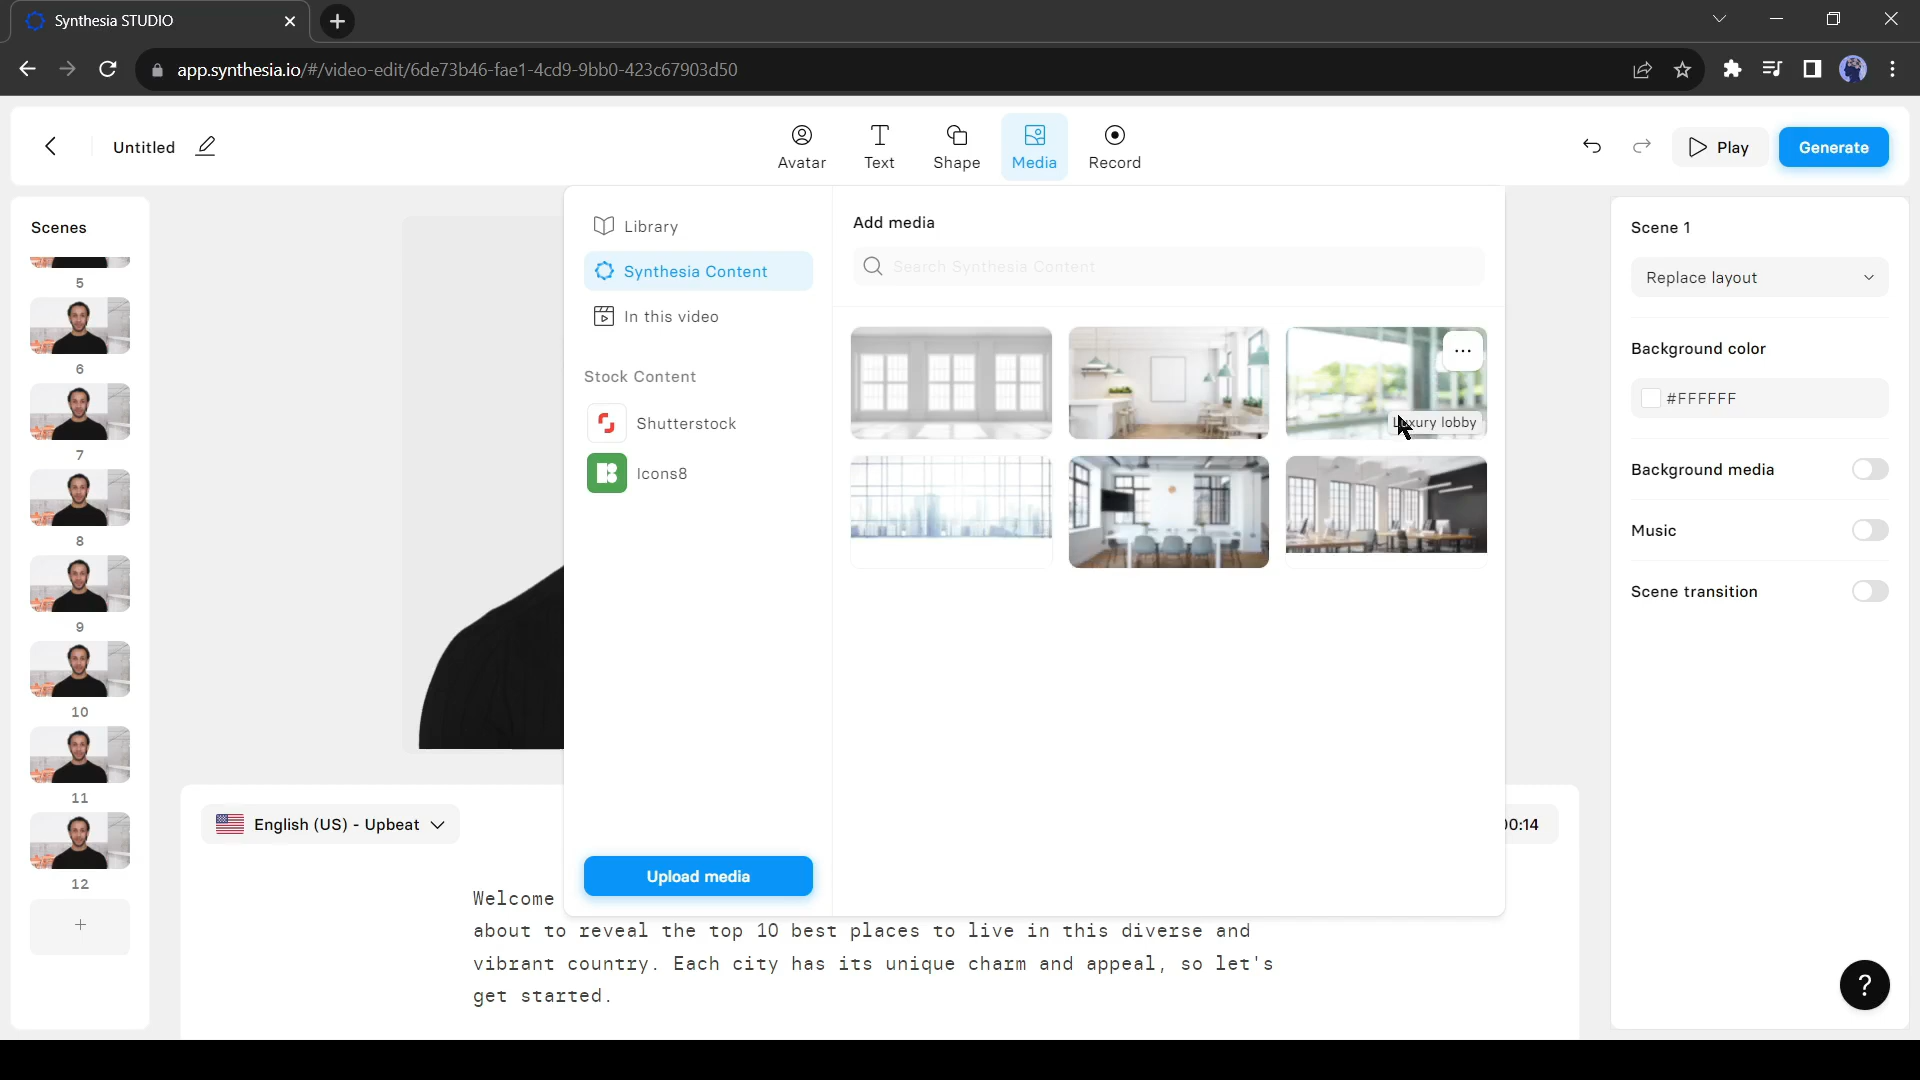 Synthesia STUDIO
app.synthesia.io/#/video-edit/6de73b46-fae1-4cd9-9bb0-423c67903d50
Untitled
Avatar
Text
Shape
Media
Record
Play
Generate
Scenes
5
6
7
8
9
10
11
12
+
Library
Synthesia Content
In this video
Stock Content
Shutterstock
Icons8
Upload media
Add media
Search Synthesia Content
Luxury lobby
Scene 1
Replace layout
Background color
#FFFFFF
Background media
Music
Scene transition
English (US) - Upbeat
00:14
Welcome
about to reveal the top 10 best places to live in this diverse and
vibrant country. Each city has its unique charm and appeal, so let's
get started.
?